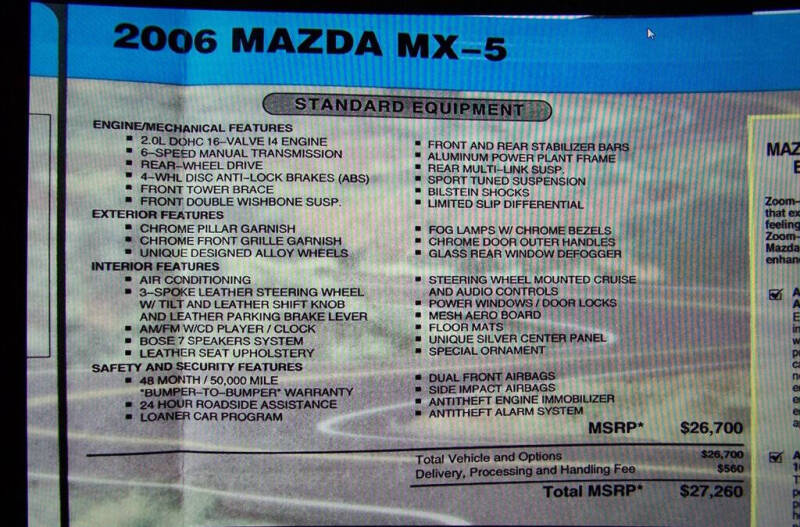 2006 MAZDA MX-5
STANDARD EQUIPMENT
ENGINE/MECHANICAL FEATURES
2.0L DOHC 16-VALVE I4 ENGINE
6-SPEED MANUAL TRANSMISSION
REAR-WHEEL DRIVE
4-WHL DISC ANTI-LOCK BRAKES (ABS)
FRONT TOWER BRACE
FRONT DOUBLE WISHBONE SUSP.
FRONT AND REAR STABILIZER BARS
ALUMINUM POWER PLANT FRAME
REAR MULTI-LINK SUSP.
SPORT TUNED SUSPENSION
BILSTEIN SHOCKS
LIMITED SLIP DIFFERENTIAL
EXTERIOR FEATURES
CHROME PILLAR GARNISH
CHROME FRONT GRILLE GARNISH
UNIQUE DESIGNED ALLOY WHEELS
FOG LAMPS W/ CHROME BEZELS
CHROME DOOR OUTER HANDLES
GLASS REAR WINDOW DEFOGGER
INTERIOR FEATURES
AIR CONDITIONING
3-SPOKE LEATHER STEERING WHEEL
W/ TILT AND LEATHER SHIFT KNOB
AND LEATHER PARKING BRAKE LEVER
AM/FM W/CD PLAYER / CLOCK
BOSE 7 SPEAKERS SYSTEM
LEATHER SEAT UPHOLSTERY
STEERING WHEEL MOUNTED CRUISE
AND AUDIO CONTROLS
POWER WINDOWS / DOOR LOCKS
MESH AERO BOARD
FLOOR MATS
UNIQUE SILVER CENTER PANEL
SPECIAL ORNAMENT
SAFETY AND SECURITY FEATURES
48 MONTH / 50,000 MILE
"BUMPER-TO-BUMPER" WARRANTY
24 HOUR ROADSIDE ASSISTANCE
LOANER CAR PROGRAM
DUAL FRONT AIRBAGS
SIDE IMPACT AIRBAGS
ANTITHEFT ENGINE IMMOBILIZER
ANTITHEFT ALARM SYSTEM
MSRP* $26,700
Total Vehicle and Options $26,700
Delivery, Processing and Handling Fee $560
Total MSRP* $27,260
MAZ
E
Zoom-
that ex
feeling
Zoom-
Mazda
enhan